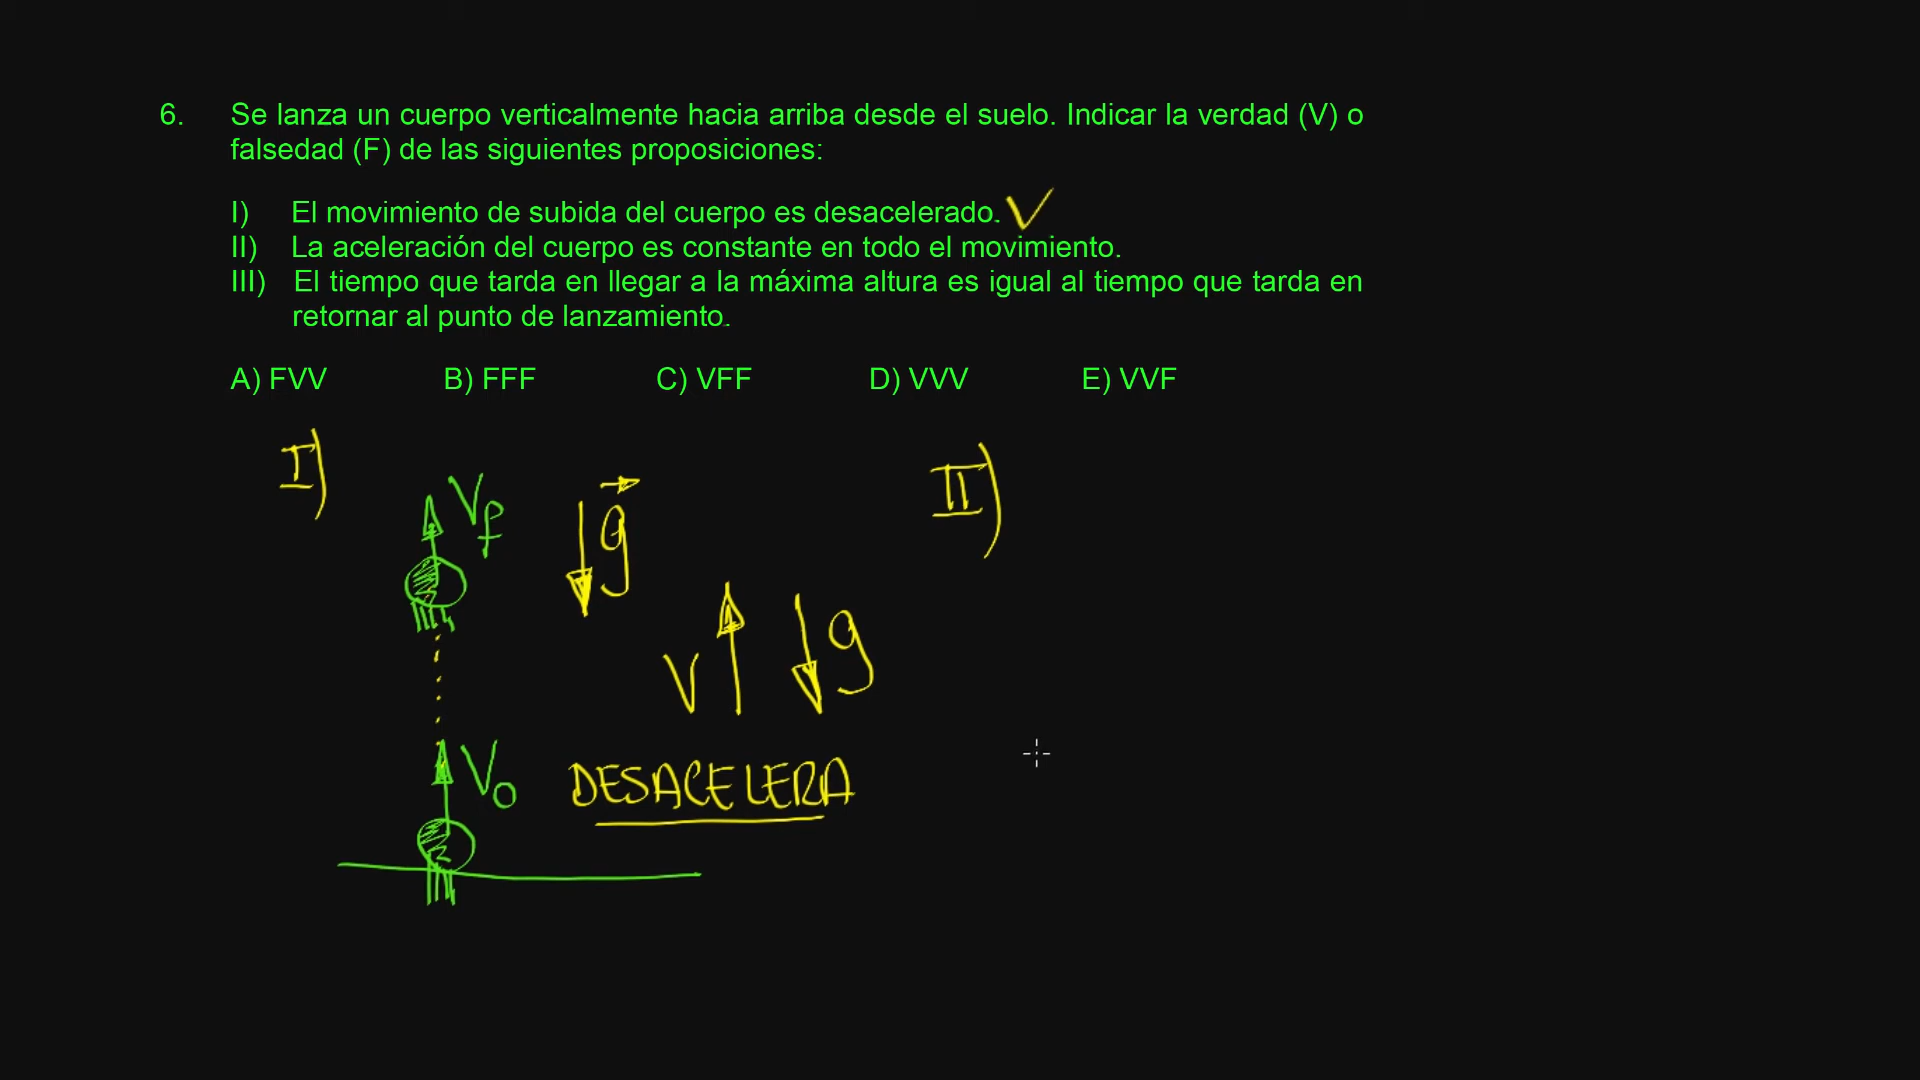 6. Se lanza un cuerpo verticalmente hacia arriba desde el suelo. Indicar la verdad (V) o
falsedad (F) de las siguientes proposiciones:
I) El movimiento de subida del cuerpo es desacelerado. V
II) La aceleración del cuerpo es constante en todo el movimiento.
III) El tiempo que tarda en llegar a la máxima altura es igual al tiempo que tarda en
retornar al punto de lanzamiento.
A) FVV B) FFF C) VFF D) VVV E) VVF
I)
Vf
g
II)
V
g
V0
DESACELERA